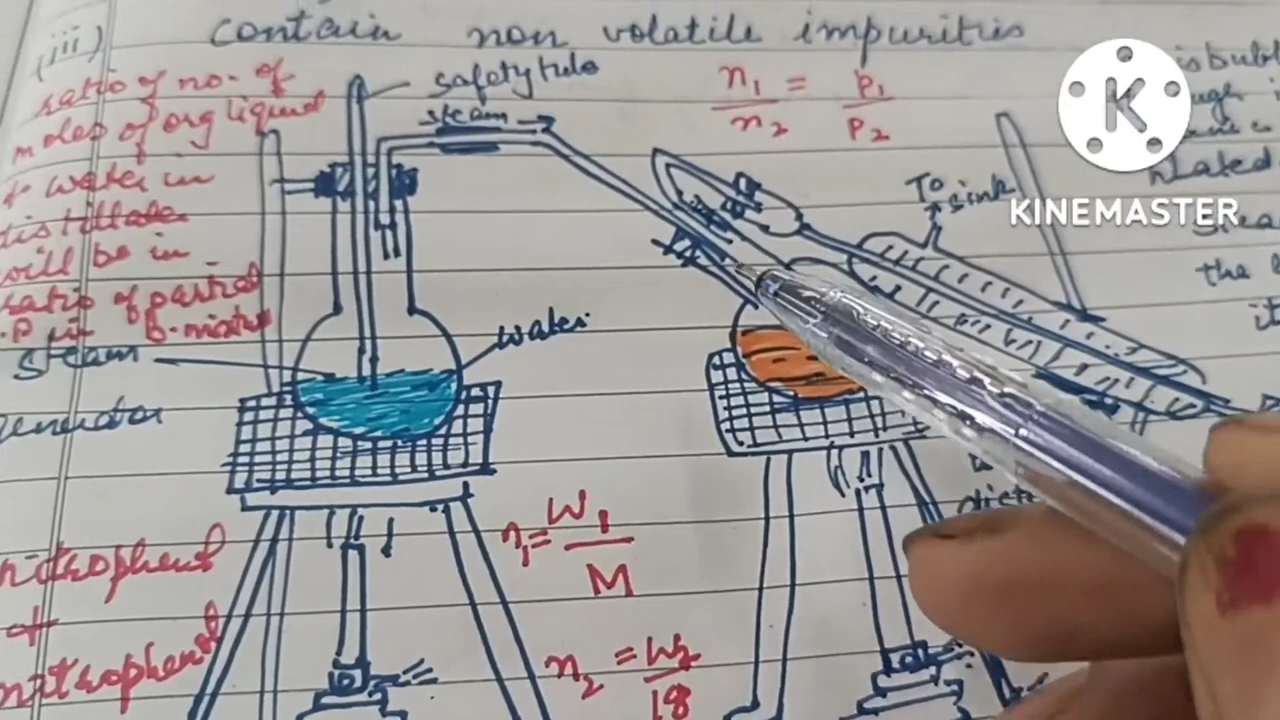 (iii) contain non volatile impurities
ratio of no. of
moles of org liquid
& water in
distillate
will be in
ratio of partial
V.P in b. mixture
steam
generator
safety tube
steam →
n1/n2 = p1/p2
To
sink
water
n1 = W1/M
n2 = W2/18
nitrophenol
+
nitrophenol
K
KINEMASTER
the